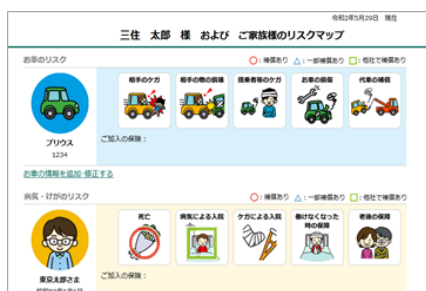 令和2年5月29日 現在
三住 太郎 様 および ご家族様のリスクマップ
お車のリスク
○：補償あり △：一部補償あり □：他社で補償あり
相手のケガ 相手の物の損壊 搭乗者等のケガ お車の損傷 代車の補償
プリウス
1234
ご加入の保険：
お車の情報を追加・修正する
病気・けがのリスク
○：補償あり △：一部補償あり □：他社で補償あり
死亡 病気による入院 ケガによる入院 働けなくなった時の保障 老後の保障
東京太郎さま
ご加入の保険：